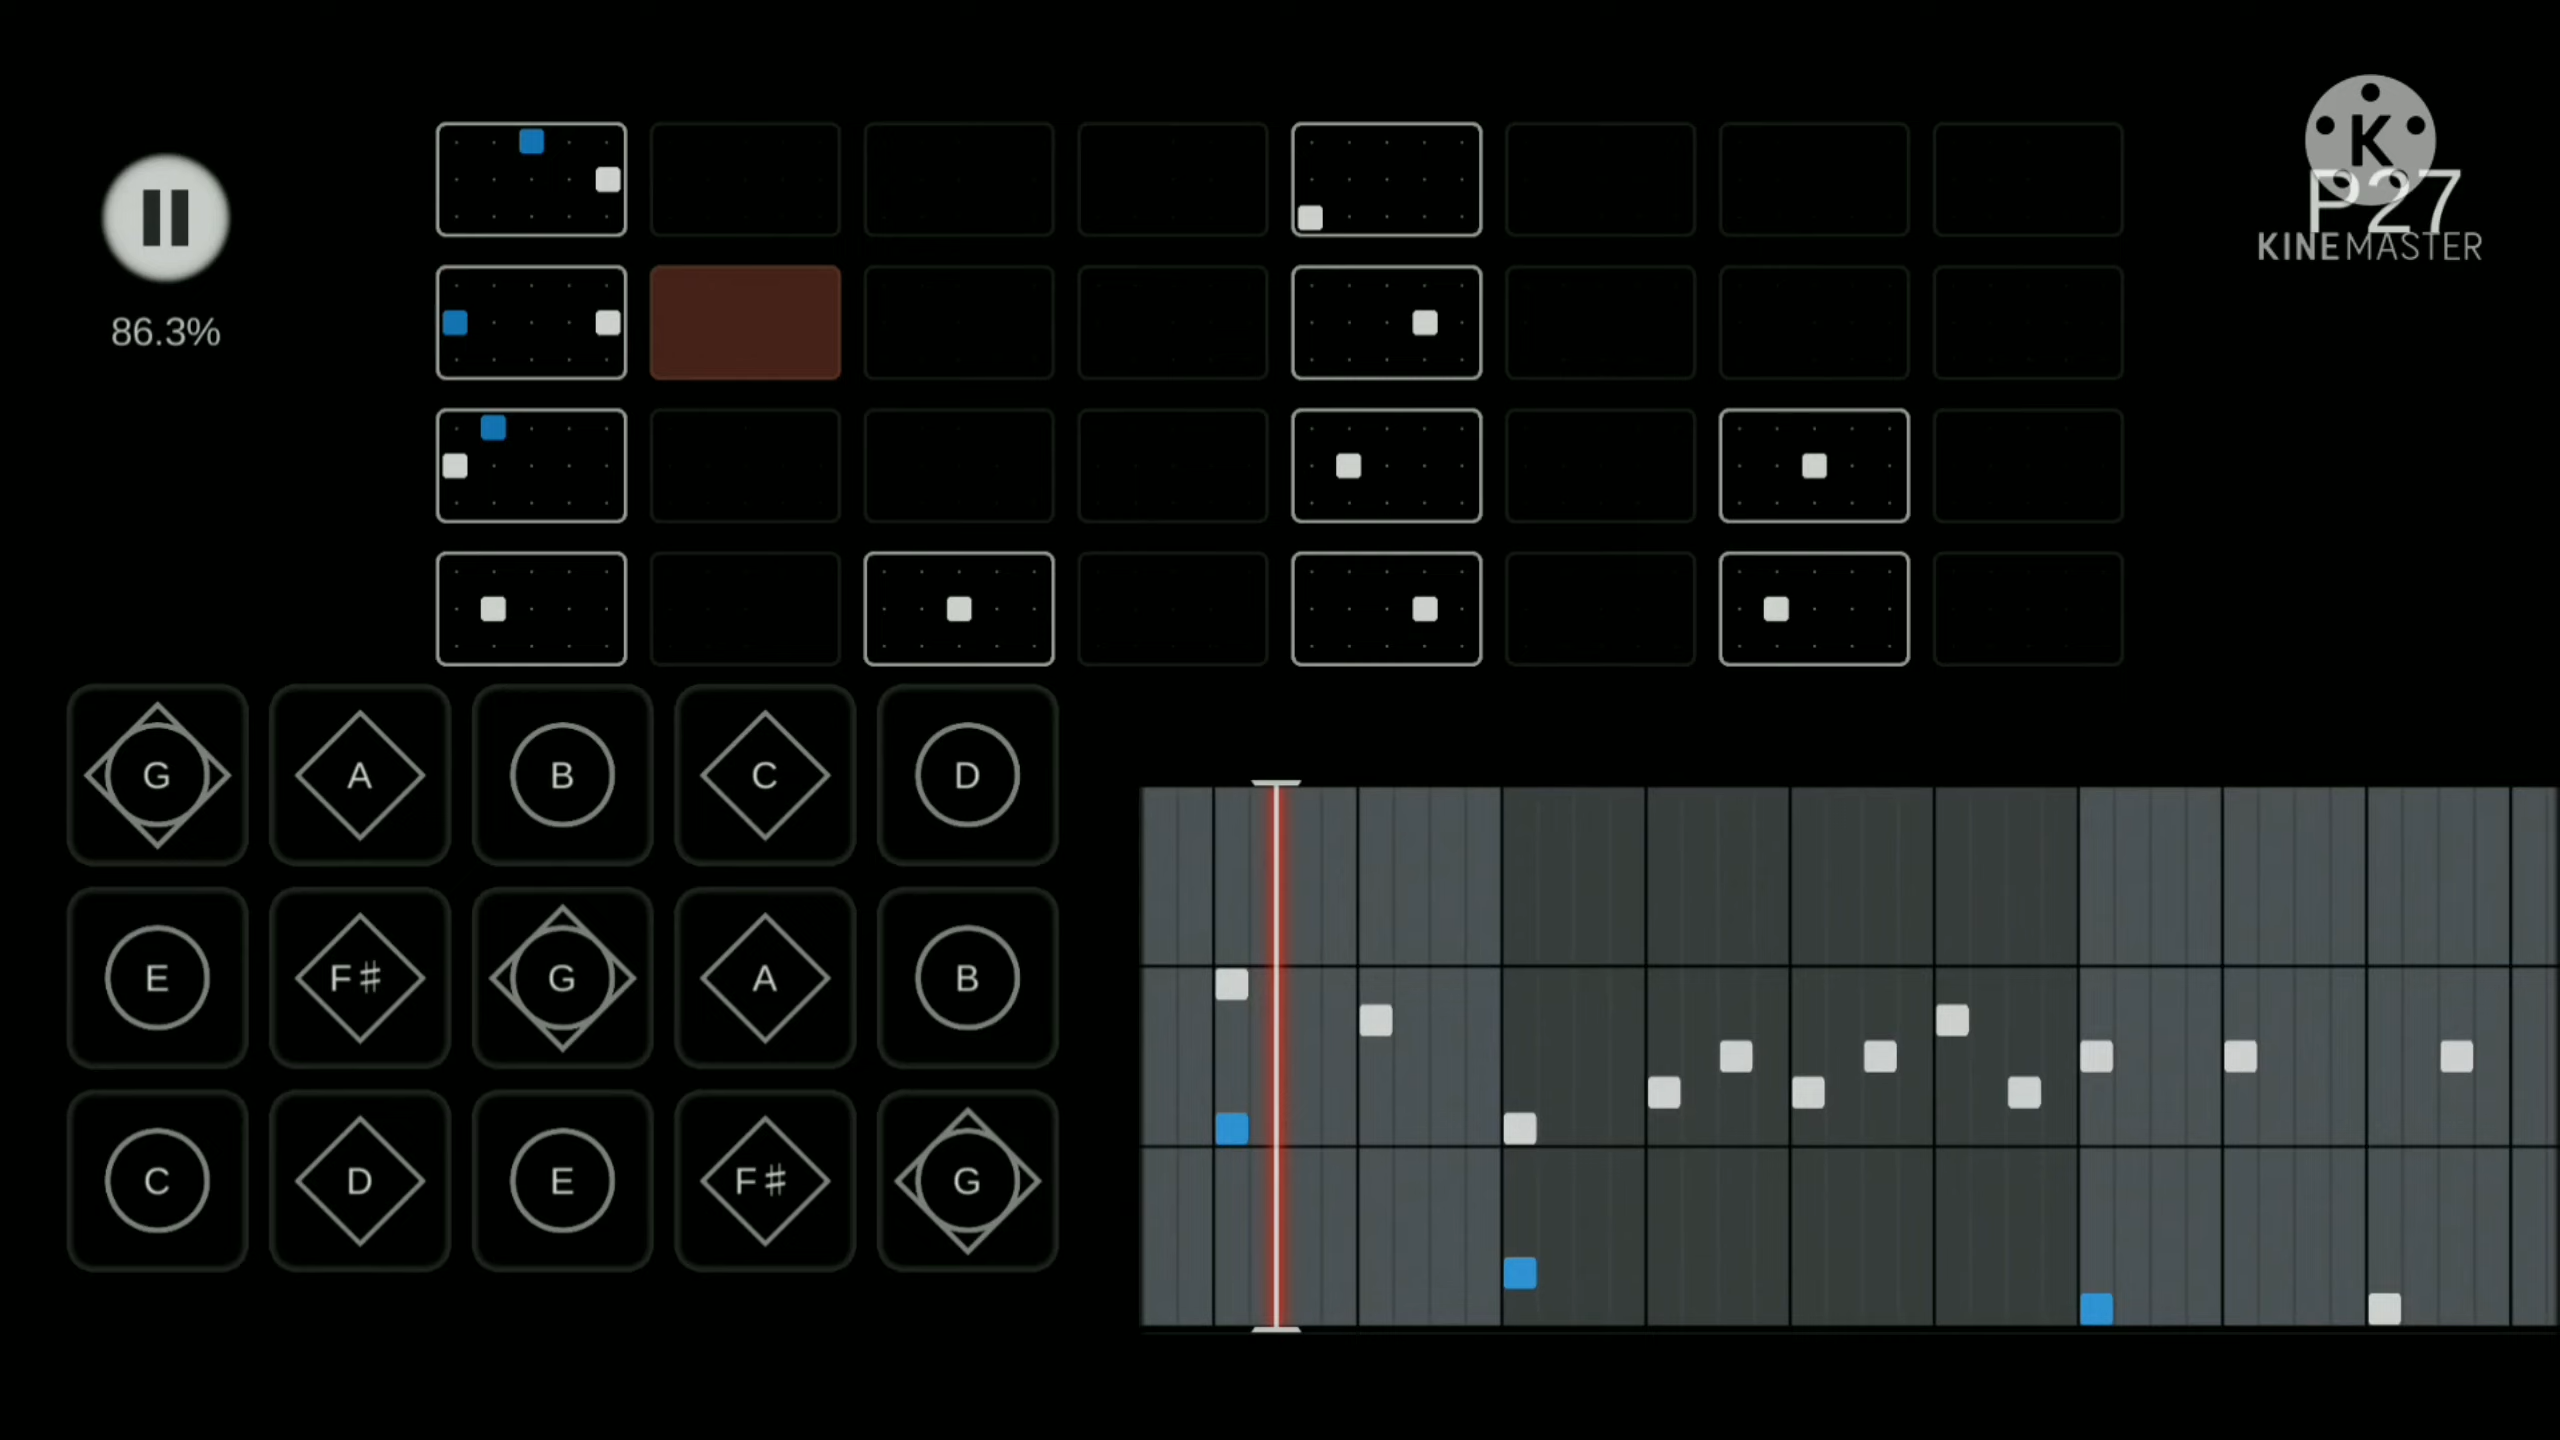 K
P27
KINEMASTER
86.3%
G A B C D
E F♯ G A B
C D E F♯ G